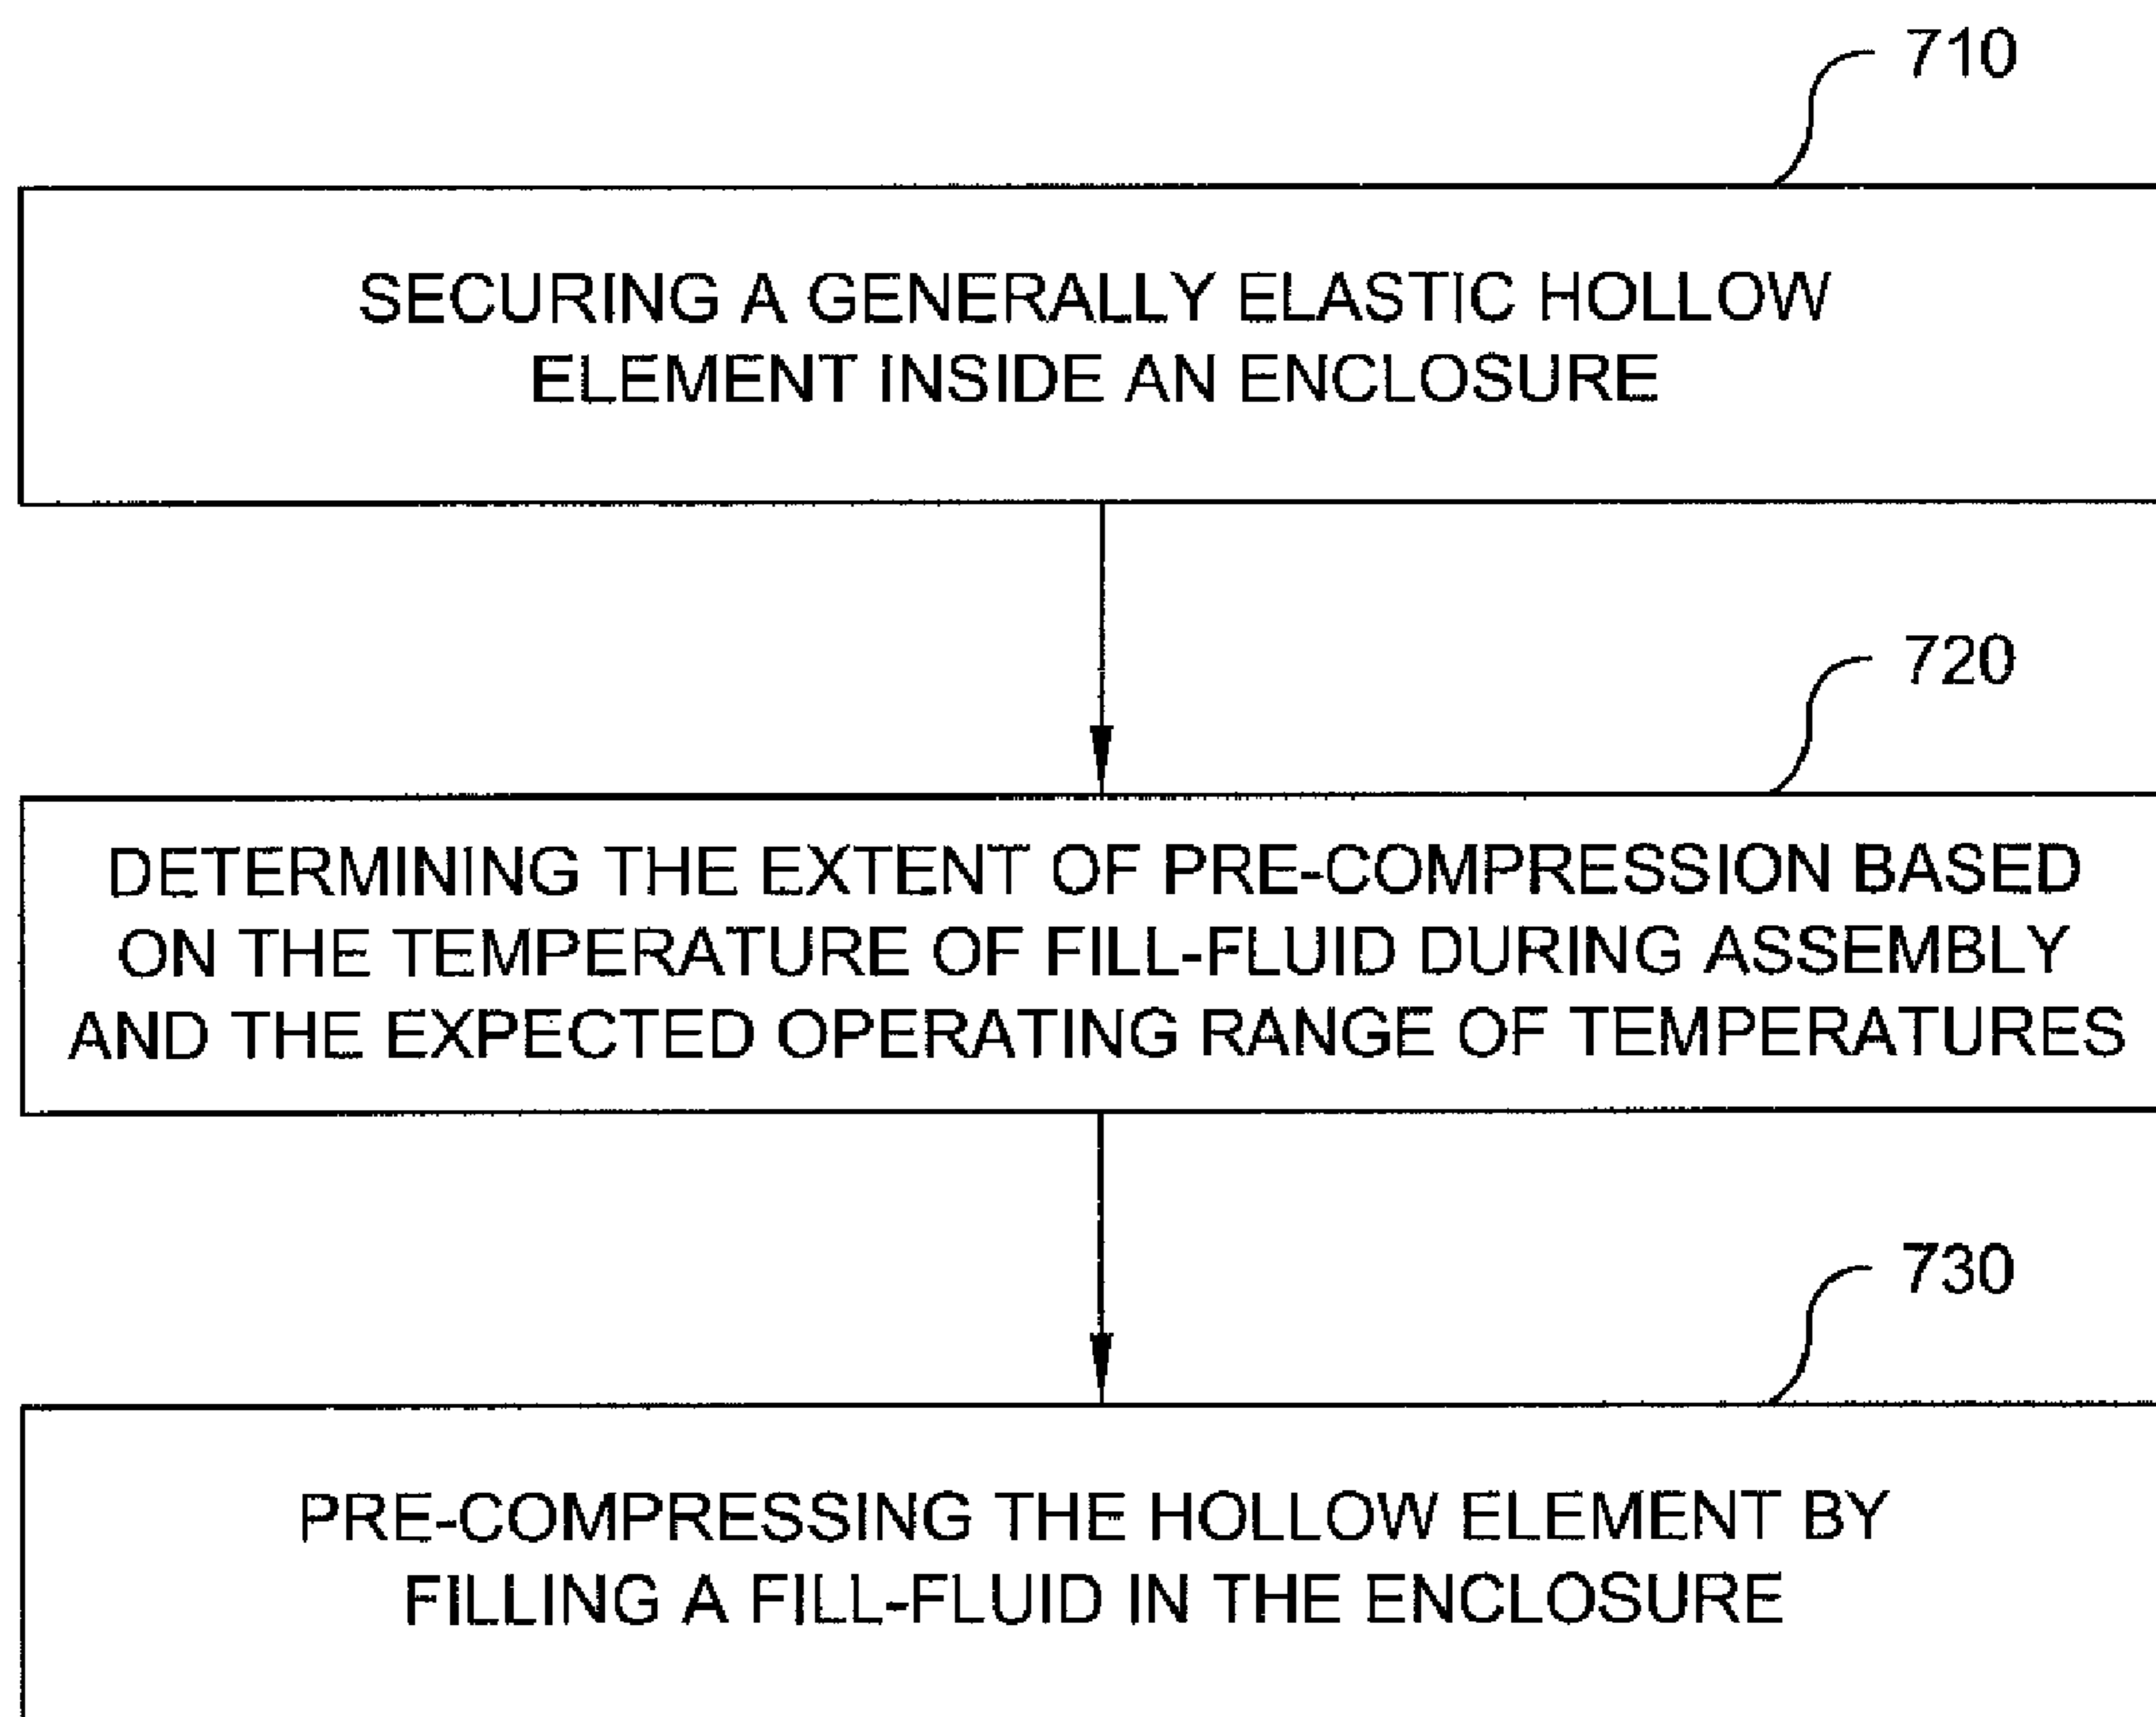 710
SECURING A GENERALLY ELASTIC HOLLOW
ELEMENT INSIDE AN ENCLOSURE
720
DETERMINING THE EXTENT OF PRE-COMPRESSION BASED
ON THE TEMPERATURE OF FILL-FLUID DURING ASSEMBLY
AND THE EXPECTED OPERATING RANGE OF TEMPERATURES
730
PRE-COMPRESSING THE HOLLOW ELEMENT BY
FILLING A FILL-FLUID IN THE ENCLOSURE